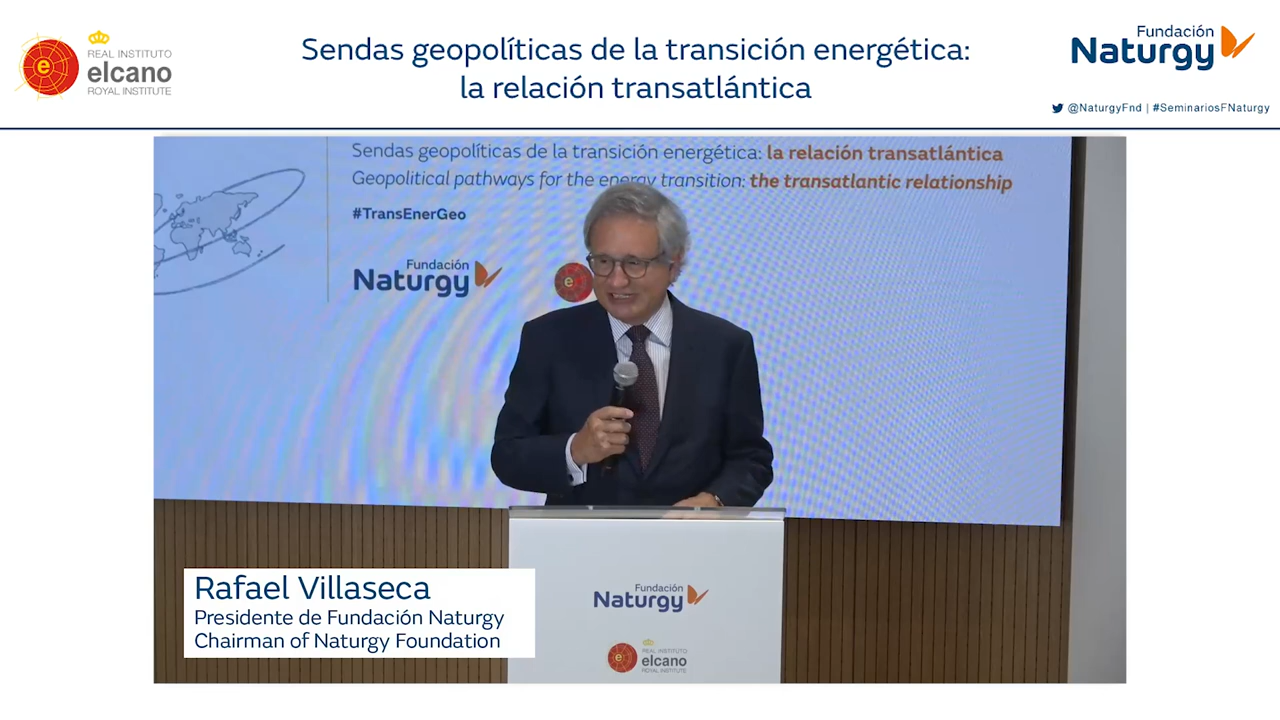 REAL INSTITUTO
elcano
ROYAL INSTITUTE
Sendas geopolíticas de la transición energética:
la relación transatlántica
Fundación
Naturgy
@NaturgyFnd | #SeminariosFNaturgy
Sendas geopolíticas de la transición energética: la relación transatlántica
Geopolitical pathways for the energy transition: the transatlantic relationship
#TransEnerGeo
Fundación
Naturgy
e
Rafael Villaseca
Presidente de Fundación Naturgy
Chairman of Naturgy Foundation
Fundación
Naturgy
e
REAL INSTITUTO
elcano
ROYAL INSTITUTE